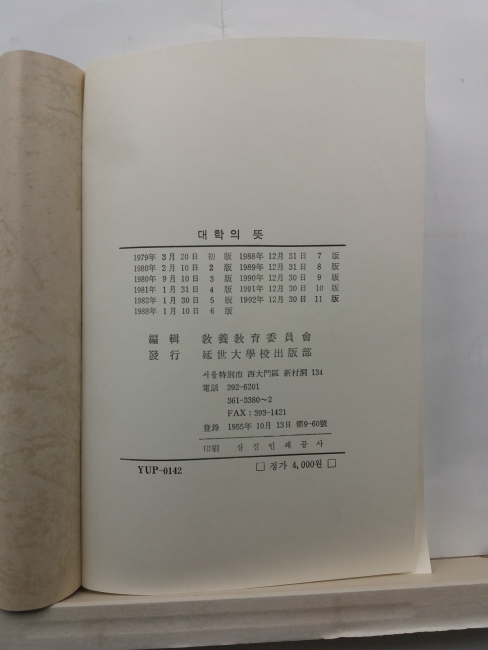 대학의 뜻
1979年 3月 20日 初 版 1988年 12月 31日 7 版
1980年 2月 10日 2 版 1989年 12月 31日 8 版
1980年 9月 10日 3 版 1990年 12月 30日 9 版
1981年 1月 31日 4 版 1991年 12月 30日 10 版
1982年 1月 30日 5 版 1992年 12月 30日 11 版
1988年 1月 10日 6 版
編輯 敎養敎育委員會
發行 延世大學校出版部
서울特別市 西大門區 新村洞 134
電話 392-6201
361-3380~2
FAX : 393-1421
登錄 1955年 10月 13日 第9-60號
印刷 삼진인쇄공사
YUP-0142 □ 정가 4,000원 □